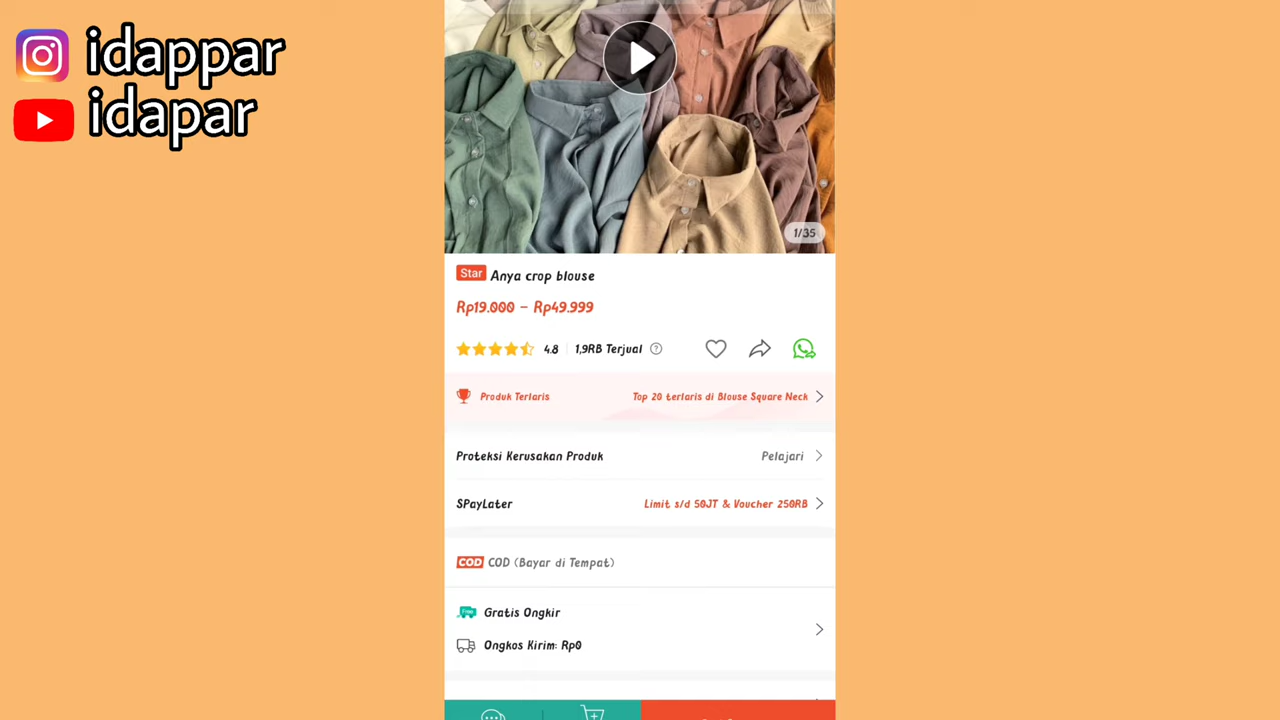 idappar
idapar
1/35
Star Anya crop blouse
Rp19.000 – Rp49.999
4.8 1,9RB Terjual ?
Produk Terlaris Top 20 terlaris di Blouse Square Neck
Proteksi Kerusakan Produk Pelajari
SPayLater Limit s/d 50JT & Voucher 250RB
COD COD (Bayar di Tempat)
Free Gratis Ongkir
Ongkos Kirim: Rp0